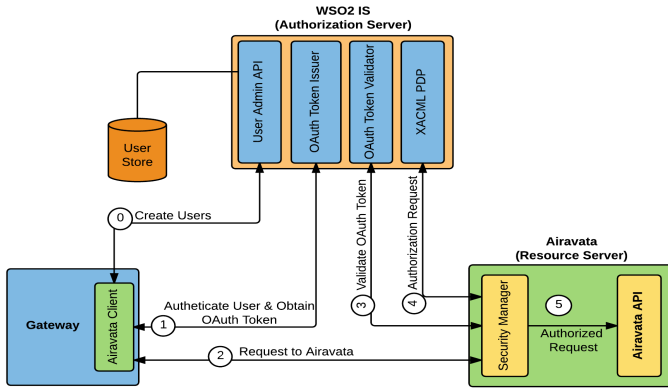 WSO2 IS
(Authorization Server)
User Admin API
OAuth Token Issuer
OAuth Token Validator
XACML PDP
User
Store
0
Create Users
3
Validate OAuth Token
4
Authorization Request
Airavata
(Resource Server)
Gateway
Airavata Client
Autheticate User & Obtain
OAuth Token
1
2
Request to Airavata
Security Manager
5
Authorized
Request
Airavata API